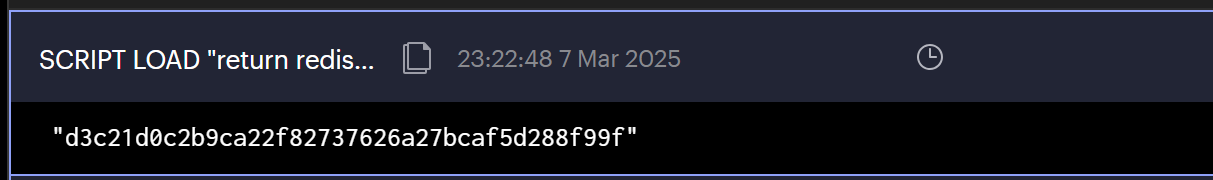 SCRIPT LOAD "return redis... 23:22:48 7 Mar 2025
"d3c21d0c2b9ca22f82737626a27bcaf5d288f99f"